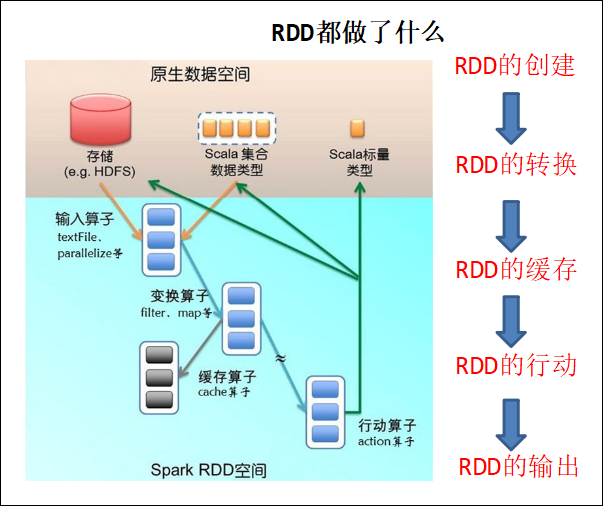 RDD都做了什么
原生数据空间
存储
(e.g. HDFS)
Scala 集合
数据类型
Scala标量
类型
输入算子
textFile、
parallelize等
变换算子
filter、map等
≈
缓存算子
cache算子
行动算子
action算子
Spark RDD空间
RDD的创建
RDD的转换
RDD的缓存
RDD的行动
RDD的输出